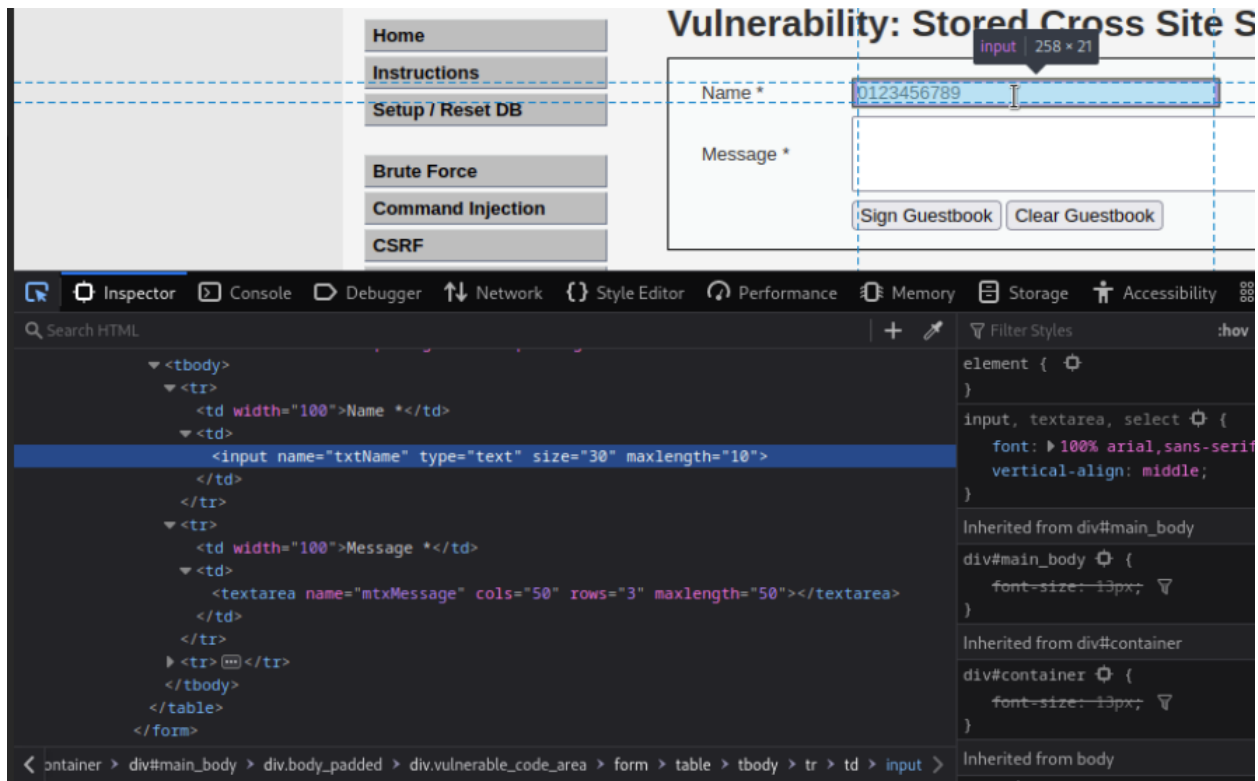 Vulnerability: Stored Cross Site S
Home
Instructions
Setup / Reset DB
Brute Force
Command Injection
CSRF
input 258 × 21
Name * 0123456789
Message *
Sign Guestbook Clear Guestbook
Inspector Console Debugger Network Style Editor Performance Memory Storage Accessibility
Search HTML
<tbody>
<tr>
<td width="100">Name *</td>
<td>
<input name="txtName" type="text" size="30" maxlength="10">
</td>
</tr>
<tr>
<td width="100">Message *</td>
<td>
<textarea name="mtxMessage" cols="50" rows="3" maxlength="50"></textarea>
</td>
</tr>
<tr> ••• </tr>
</tbody>
</table>
</form>
ontainer > div#main_body > div.body_padded > div.vulnerable_code_area > form > table > tbody > tr > td > input
Filter Styles :hov
element {
}
input, textarea, select {
font: 100% arial,sans-serif
vertical-align: middle;
}
Inherited from div#main_body
div#main_body {
font-size: 13px;
}
Inherited from div#container
div#container {
font-size: 13px;
}
Inherited from body